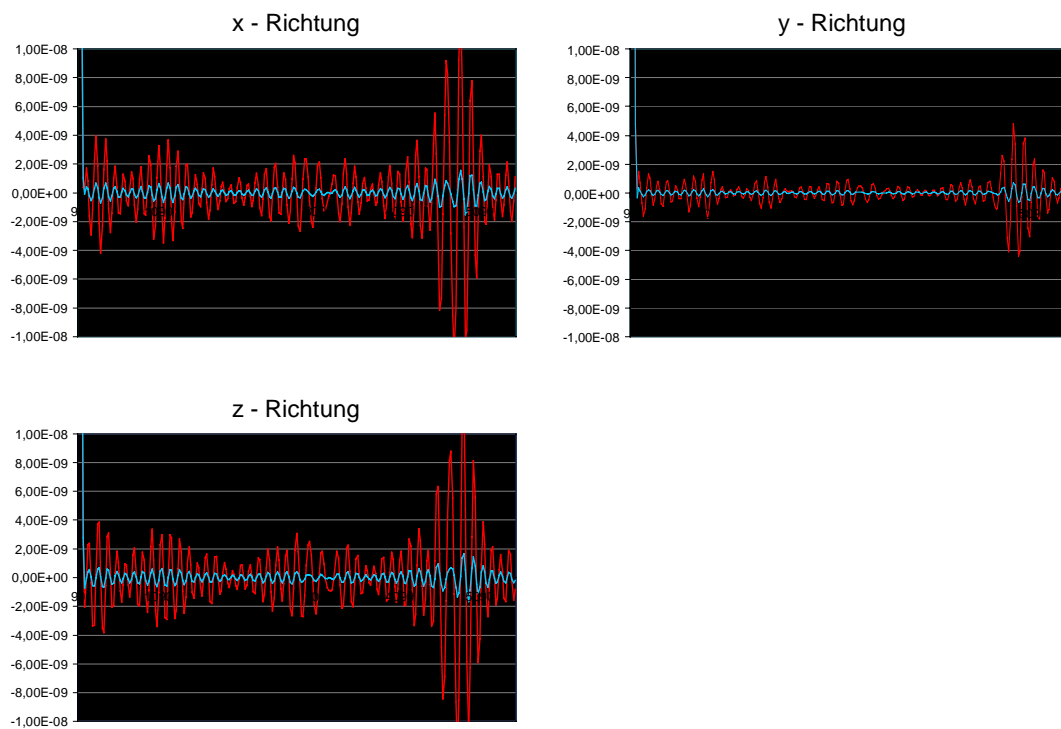 x - Richtung
1,00E-08
8,00E-09
6,00E-09
4,00E-09
2,00E-09
0,00E+00
-2,00E-09
-4,00E-09
-6,00E-09
-8,00E-09
-1,00E-08
9
y - Richtung
1,00E-08
8,00E-09
6,00E-09
4,00E-09
2,00E-09
0,00E+00
-2,00E-09
-4,00E-09
-6,00E-09
-8,00E-09
-1,00E-08
9
z - Richtung
1,00E-08
8,00E-09
6,00E-09
4,00E-09
2,00E-09
0,00E+00
-2,00E-09
-4,00E-09
-6,00E-09
-8,00E-09
-1,00E-08
9